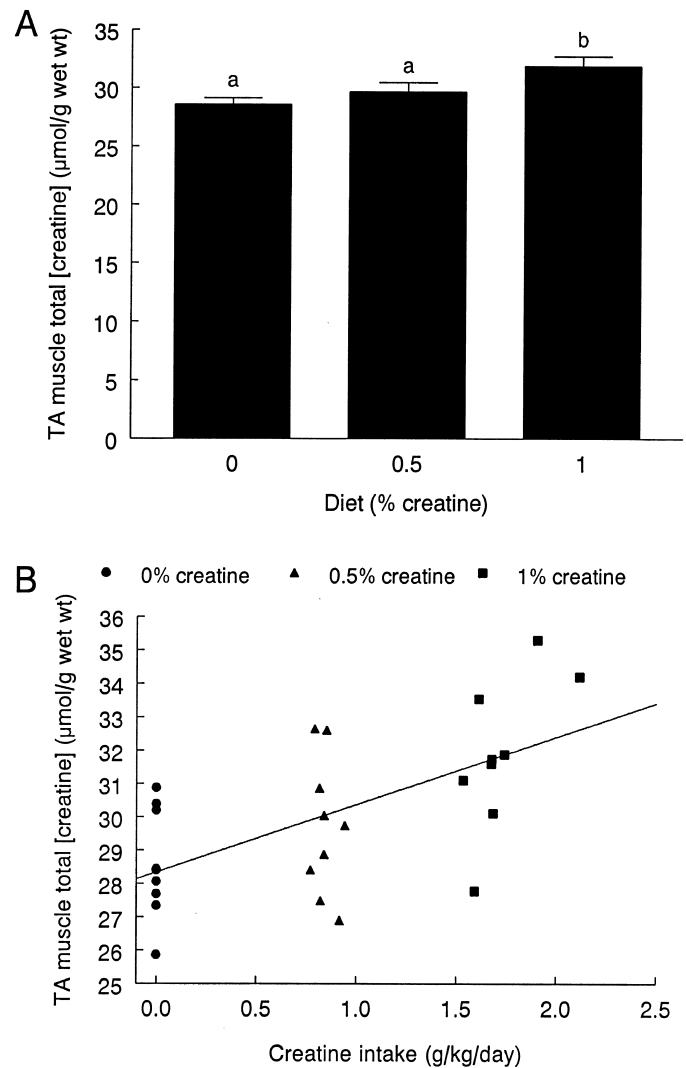 A
TA muscle total [creatine] (µmol/g wet wt)
35
30
25
20
15
10
5
0
a
a
b
0 0.5 1
Diet (% creatine)
B
0% creatine 0.5% creatine 1% creatine
TA muscle total [creatine] (µmol/g wet wt)
36
35
34
33
32
31
30
29
28
27
26
25
0.0 0.5 1.0 1.5 2.0 2.5
Creatine intake (g/kg/day)